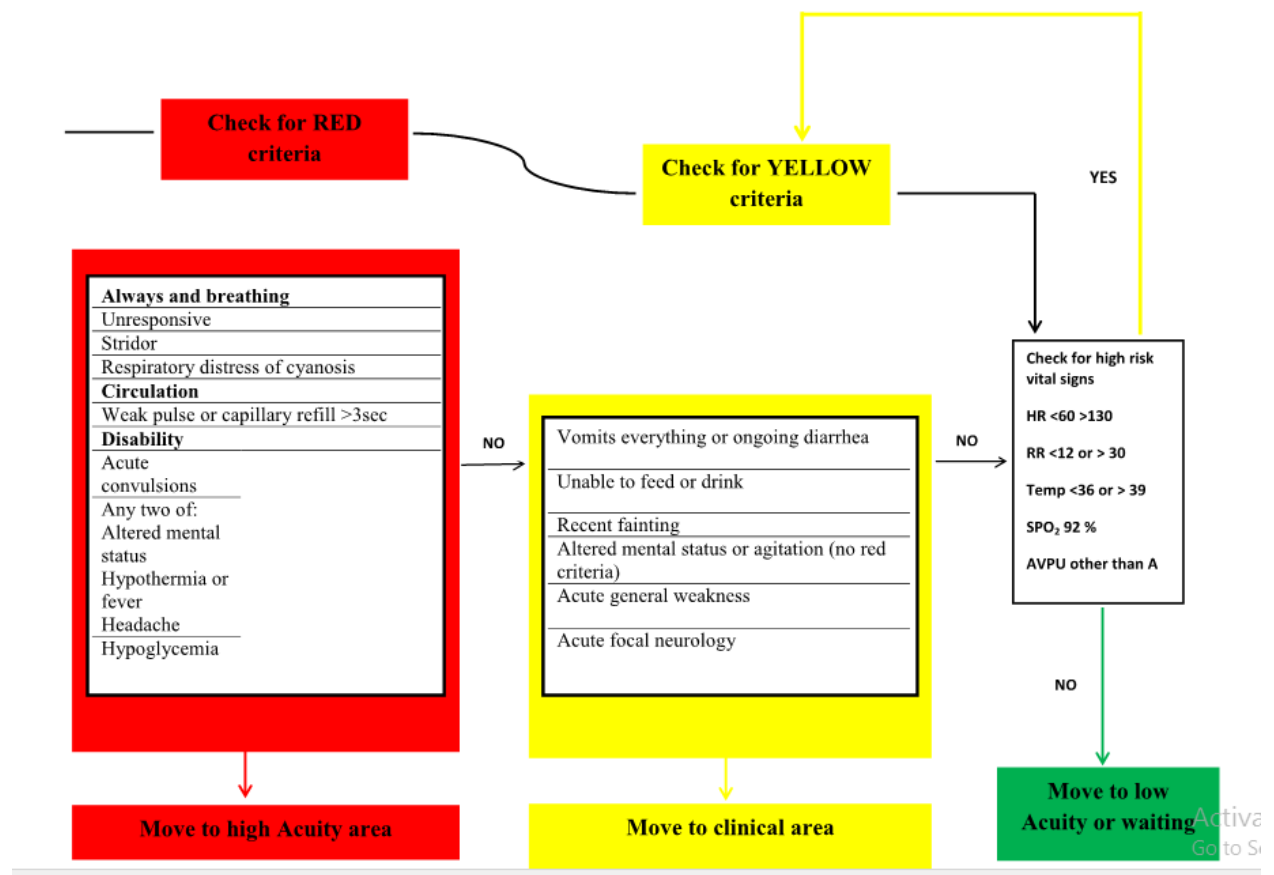 Check for RED
criteria
Check for YELLOW
criteria
YES
Always and breathing
Unresponsive
Stridor
Respiratory distress of cyanosis
Circulation
Weak pulse or capillary refill >3sec
Disability
Acute
convulsions
Any two of:
Altered mental
status
Hypothermia or
fever
Headache
Hypoglycemia
NO
Vomits everything or ongoing diarrhea
Unable to feed or drink
Recent fainting
Altered mental status or agitation (no red
criteria)
Acute general weakness
Acute focal neurology
NO
Check for high risk
vital signs
HR <60 >130
RR <12 or > 30
Temp <36 or > 39
SPO₂ 92 %
AVPU other than A
NO
Move to high Acuity area
Move to clinical area
Move to low
Acuity or waiting
Activa
Go to Se